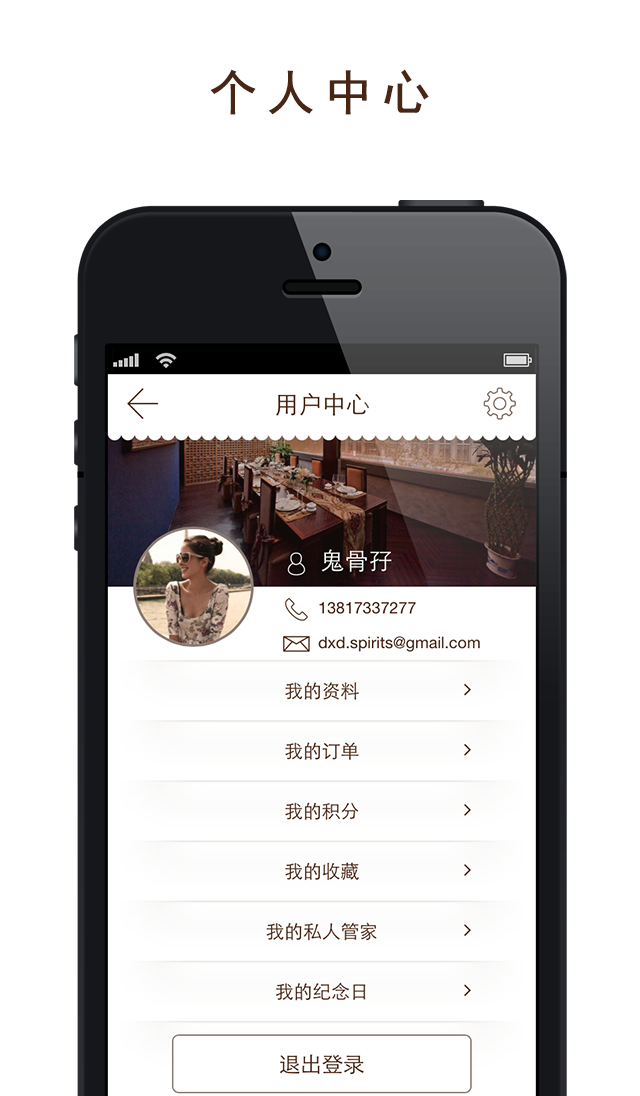 个人中心
用户中心
鬼骨孖
13817337277
dxd.spirits@gmail.com
我的资料
我的订单
我的积分
我的收藏
我的私人管家
我的纪念日
退出登录